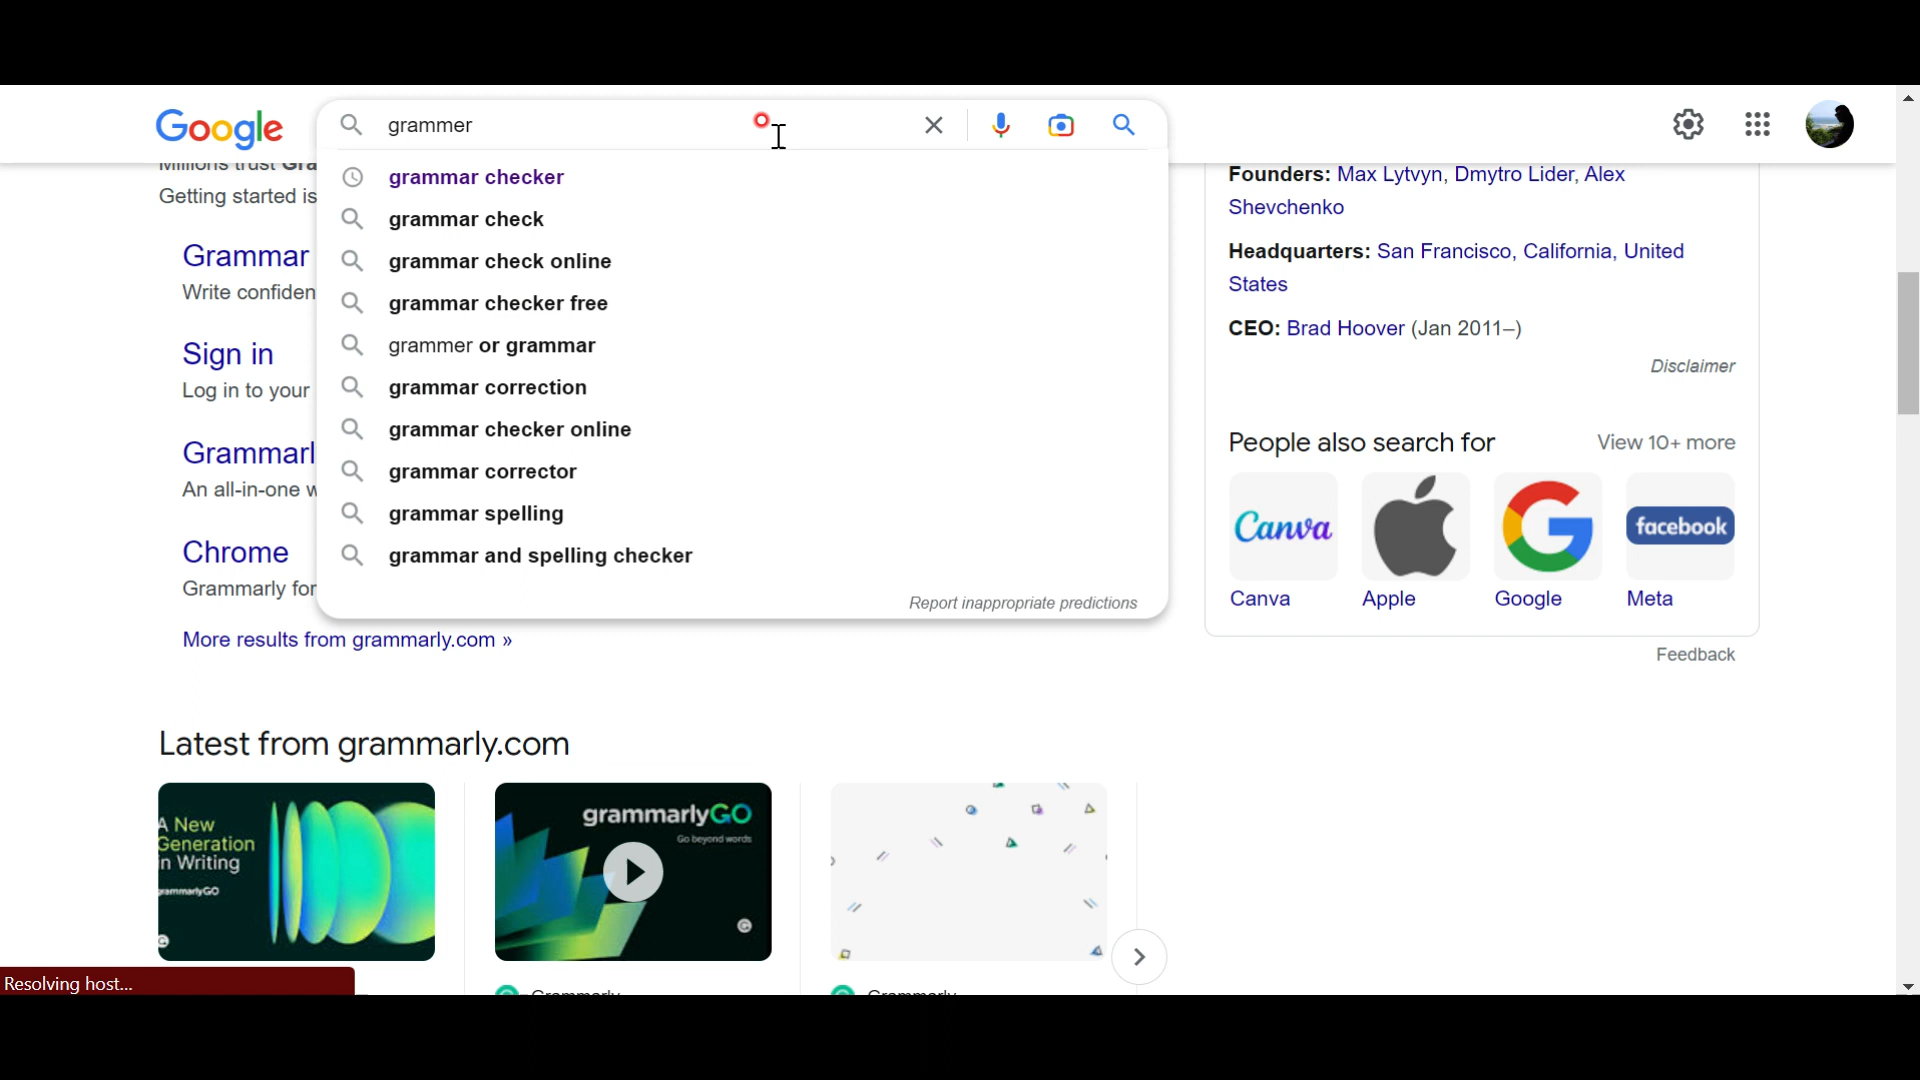 Google
grammer
grammar checker
grammar check
grammar check online
grammar checker free
grammer or grammar
grammar correction
grammar checker online
grammar corrector
grammar spelling
grammar and spelling checker
Report inappropriate predictions
Getting started is
Grammar
Write confiden
Sign in
Log in to your
Grammarl
An all-in-one w
Chrome
Grammarly for
More results from grammarly.com »
Founders: Max Lytvyn, Dmytro Lider, Alex
Shevchenko
Headquarters: San Francisco, California, United
States
CEO: Brad Hoover (Jan 2011–)
Disclaimer
People also search for
View 10+ more
Canva
facebook
Canva
Apple
Google
Meta
Feedback
Latest from grammarly.com
A New
Generation
in Writing
grammarlyGO
grammarlyGO
Go beyond words
Resolving host...